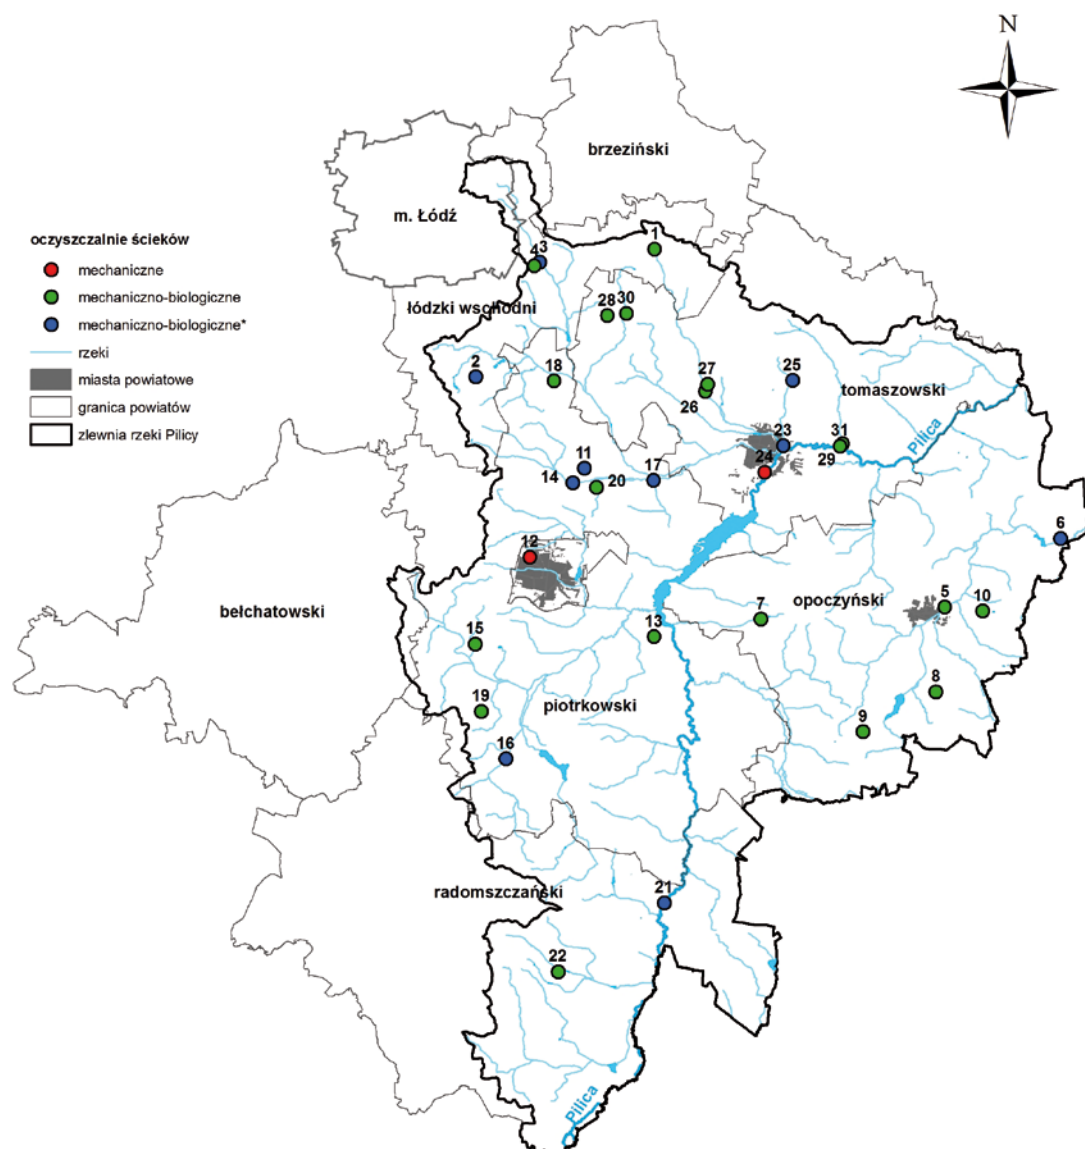 N
brzeziński
m. Łódź
oczyszczalnie ścieków
mechaniczne
mechaniczno-biologiczne
mechaniczno-biologiczne*
rzeki
miasta powiatowe
granica powiatów
zlewnia rzeki Pilicy
1
4 3
łódzki wschodni
28 30
2
18
27
25
26
tomaszowski
Pilica
23
31
29
24
11
14
17
20
6
12
bełchatowski
opoczyński
5
10
7
13
15
8
19
piotrkowski
9
16
radomszczański
21
22
Pilica